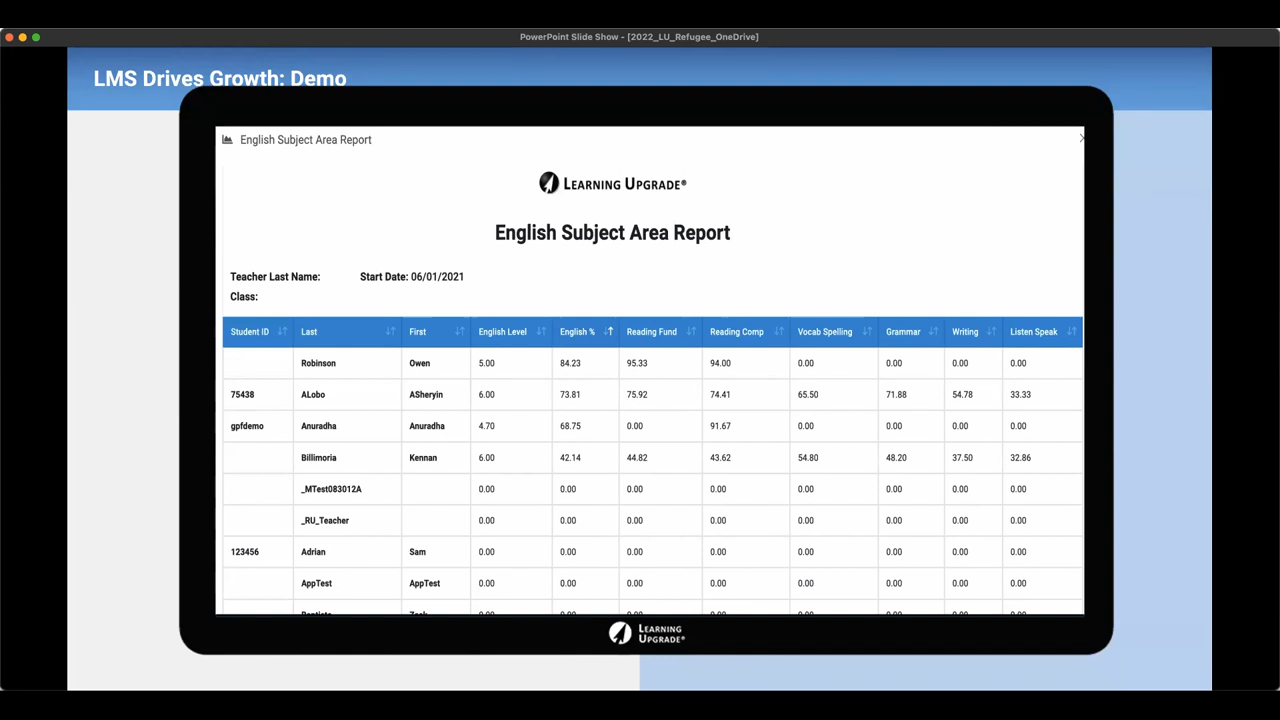 PowerPoint Slide Show - [2022_LU_Refugee_OneDrive]
LMS Drives Growth: Demo
English Subject Area Report
LEARNING UPGRADE®
English Subject Area Report
Teacher Last Name: Start Date: 06/01/2021
Class:
Student ID Last First English Level English % Reading Fund Reading Comp Vocab Spelling Grammar Writing Listen Speak
Robinson Owen 5.00 84.23 95.33 94.00 0.00 0.00 0.00 0.00
75438 ALobo ASheryin 6.00 73.81 75.92 74.41 65.50 71.88 54.78 33.33
gpfdemo Anuradha Anuradha 4.70 68.75 0.00 91.67 0.00 0.00 0.00 0.00
Billimoria Kennan 6.00 42.14 44.82 43.62 54.80 48.20 37.50 32.86
_MTest083012A 0.00 0.00 0.00 0.00 0.00 0.00 0.00 0.00
_RU_Teacher 0.00 0.00 0.00 0.00 0.00 0.00 0.00 0.00
123456 Adrian Sam 0.00 0.00 0.00 0.00 0.00 0.00 0.00 0.00
AppTest AppTest 0.00 0.00 0.00 0.00 0.00 0.00 0.00 0.00
LEARNING
UPGRADE®